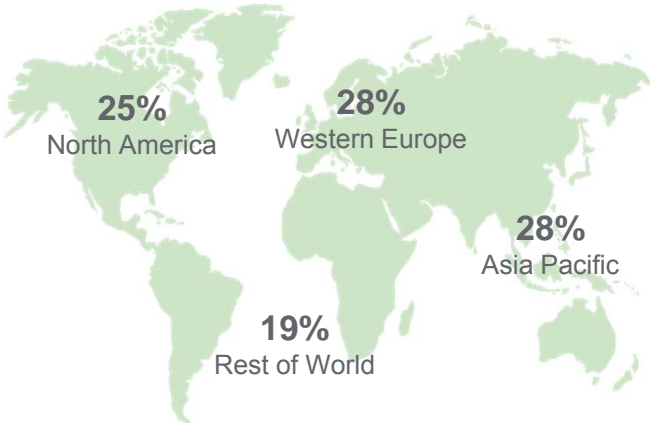 25%
North America
28%
Western Europe
28%
Asia Pacific
19%
Rest of World